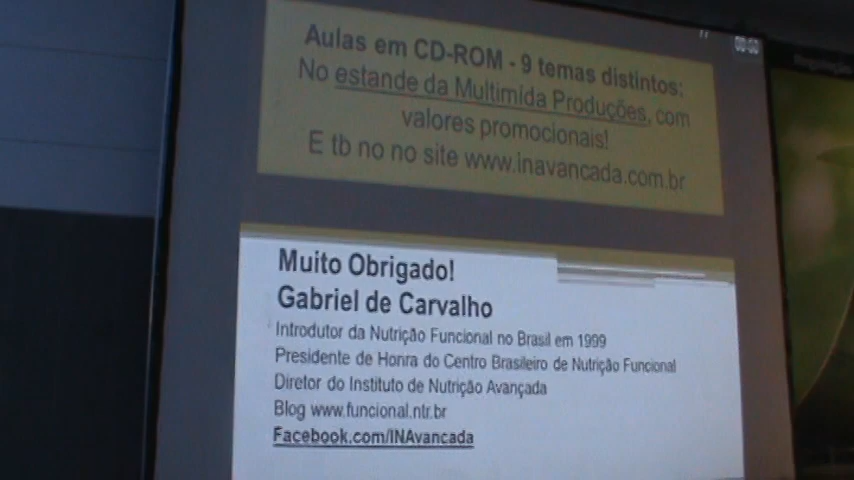 Aulas em CD-ROM - 9 temas distintos:
No estande da Multimída Produções, com
valores promocionais!
E tb no no site www.inavancada.com.br
Muito Obrigado!
Gabriel de Carvalho
Introdutor da Nutrição Funcional no Brasil em 1999
Presidente de Honra do Centro Brasileiro de Nutrição Funcional
Diretor do Instituto de Nutrição Avançada
Blog www.funcional.ntr.br
Facebook.com/INAvancada